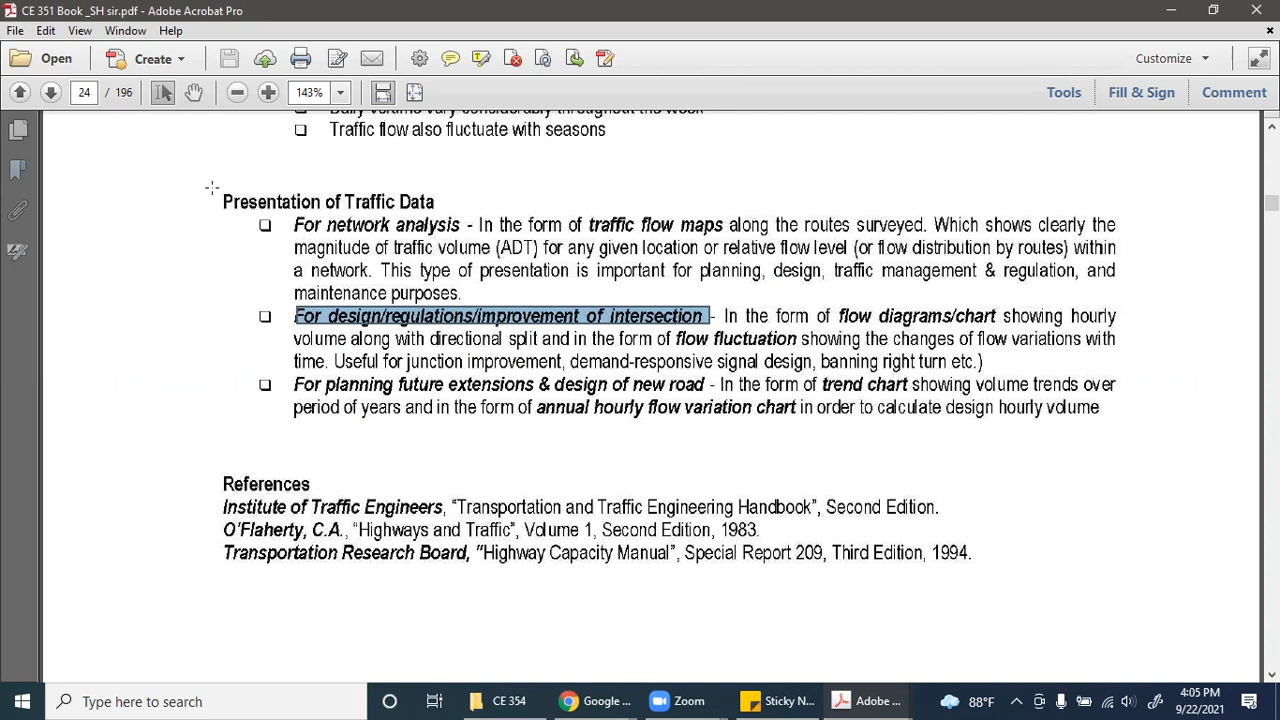 CE 351 Book_SH sir.pdf - Adobe Acrobat Pro
File Edit View Window Help
Open Create Customize
24 / 196 143% Tools Fill & Sign Comment
Daily volume vary considerably throughout the week
❑ Traffic flow also fluctuate with seasons
Presentation of Traffic Data
❑ For network analysis - In the form of traffic flow maps along the routes surveyed. Which shows clearly the
magnitude of traffic volume (ADT) for any given location or relative flow level (or flow distribution by routes) within
a network. This type of presentation is important for planning, design, traffic management & regulation, and
maintenance purposes.
❑ For design/regulations/improvement of intersection - In the form of flow diagrams/chart showing hourly
volume along with directional split and in the form of flow fluctuation showing the changes of flow variations with
time. Useful for junction improvement, demand-responsive signal design, banning right turn etc.)
❑ For planning future extensions & design of new road - In the form of trend chart showing volume trends over
period of years and in the form of annual hourly flow variation chart in order to calculate design hourly volume
References
Institute of Traffic Engineers, “Transportation and Traffic Engineering Handbook”, Second Edition.
O’Flaherty, C.A., “Highways and Traffic”, Volume 1, Second Edition, 1983.
Transportation Research Board, "Highway Capacity Manual”, Special Report 209, Third Edition, 1994.
Type here to search CE 354 Google ... Zoom Sticky N... Adobe ... 88°F 4:05 PM
9/22/2021